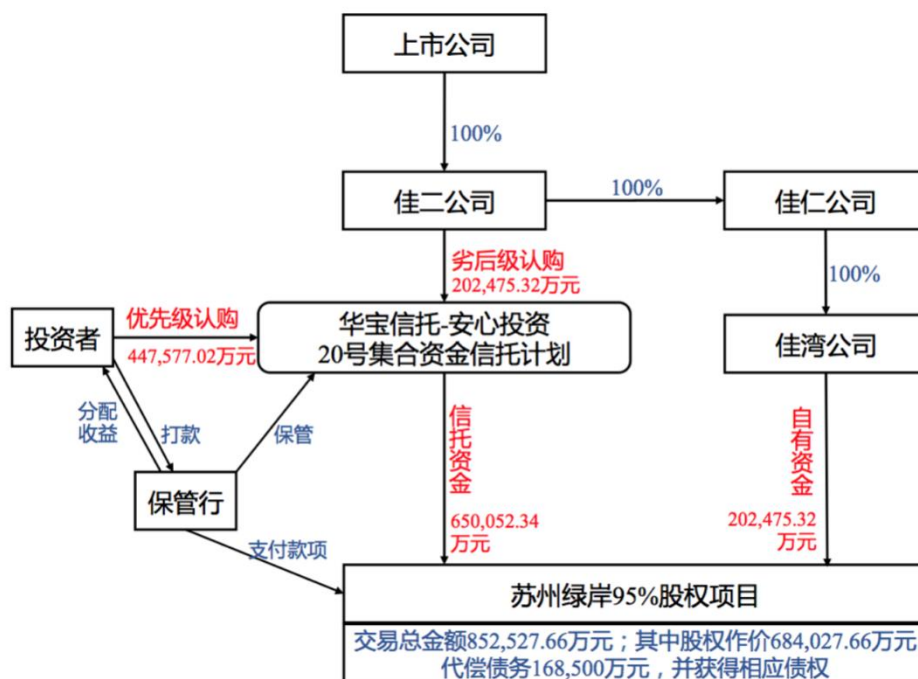 上市公司
100%
佳二公司
100%
佳仁公司
劣后级认购
202,475.32万元
100%
投资者
优先级认购
447,577.02万元
华宝信托-安心投资
20号集合资金信托计划
佳湾公司
分配
收益
打款
保管
保管行
信托资金
650,052.34
万元
自有资金
202,475.32
万元
支付款项
苏州绿岸95%股权项目
交易总金额852,527.66万元；其中股权作价684,027.66万元
代偿债务168,500万元，并获得相应债权